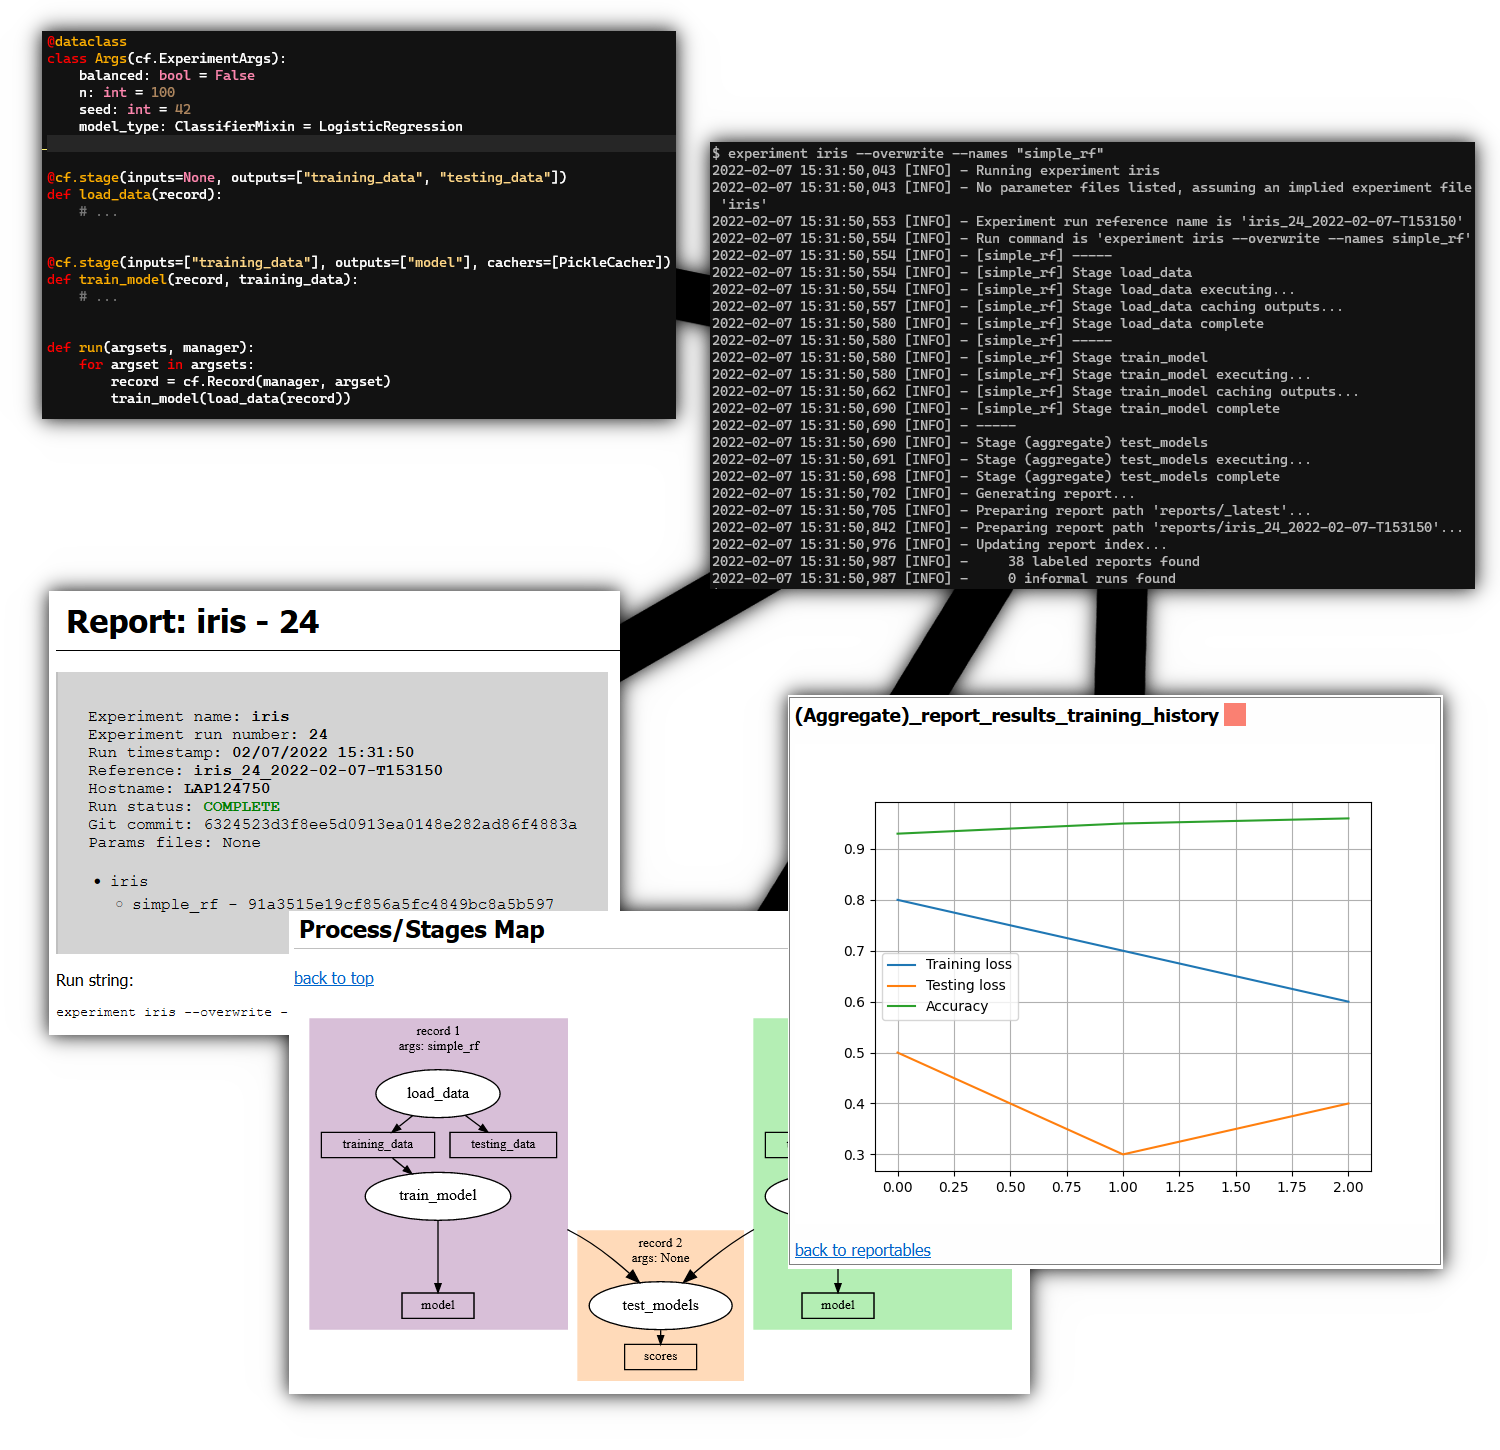 @dataclass
class Args(cf.ExperimentArgs):
    balanced: bool = False
    n: int = 100
    seed: int = 42
    model_type: ClassifierMixin = LogisticRegression
@cf.stage(inputs=None, outputs=["training_data", "testing_data"])
def load_data(record):
    # ...
@cf.stage(inputs=["training_data"], outputs=["model"], cachers=[PickleCacher])
def train_model(record, training_data):
    # ...
def run(argsets, manager):
    for argset in argsets:
        record = cf.Record(manager, argset)
        train_model(load_data(record))
$ experiment iris --overwrite --names "simple_rf"
2022-02-07 15:31:50,043 [INFO] - Running experiment iris
2022-02-07 15:31:50,043 [INFO] - No parameter files listed, assuming an implied experiment file
 'iris'
2022-02-07 15:31:50,553 [INFO] - Experiment run reference name is 'iris_24_2022-02-07-T153150'
2022-02-07 15:31:50,554 [INFO] - Run command is 'experiment iris --overwrite --names simple_rf'
2022-02-07 15:31:50,554 [INFO] - [simple_rf] -----
2022-02-07 15:31:50,554 [INFO] - [simple_rf] Stage load_data
2022-02-07 15:31:50,554 [INFO] - [simple_rf] Stage load_data executing...
2022-02-07 15:31:50,557 [INFO] - [simple_rf] Stage load_data caching outputs...
2022-02-07 15:31:50,580 [INFO] - [simple_rf] Stage load_data complete
2022-02-07 15:31:50,580 [INFO] - [simple_rf] -----
2022-02-07 15:31:50,580 [INFO] - [simple_rf] Stage train_model
2022-02-07 15:31:50,580 [INFO] - [simple_rf] Stage train_model executing...
2022-02-07 15:31:50,662 [INFO] - [simple_rf] Stage train_model caching outputs...
2022-02-07 15:31:50,690 [INFO] - [simple_rf] Stage train_model complete
2022-02-07 15:31:50,690 [INFO] - -----
2022-02-07 15:31:50,690 [INFO] - Stage (aggregate) test_models
2022-02-07 15:31:50,691 [INFO] - Stage (aggregate) test_models executing...
2022-02-07 15:31:50,698 [INFO] - Stage (aggregate) test_models complete
2022-02-07 15:31:50,702 [INFO] - Generating report...
2022-02-07 15:31:50,705 [INFO] - Preparing report path 'reports/_latest'...
2022-02-07 15:31:50,842 [INFO] - Preparing report path 'reports/iris_24_2022-02-07-T153150'...
2022-02-07 15:31:50,976 [INFO] - Updating report index...
2022-02-07 15:31:50,987 [INFO] -     38 labeled reports found
2022-02-07 15:31:50,987 [INFO] -     0 informal runs found
Report: iris - 24
Experiment name: iris
Experiment run number: 24
Run timestamp: 02/07/2022 15:31:50
Reference: iris_24_2022-02-07-T153150
Hostname: LAP124750
Run status: COMPLETE
Git commit: 6324523d3f8ee5d0913ea0148e282ad86f4883a
Params files: None
• iris
○ simple_rf - 91a3515e19cf856a5fc4849bc8a5b597
Run string:
experiment iris --overwrite -
Process/Stages Map
back to top
record 1
args: simple_rf
load_data
training_data
testing_data
train_model
model
record 2
args: None
test_models
scores
model
(Aggregate)_report_results_training_history
0.9
0.8
0.7
0.6
0.5
0.4
0.3
Training loss
Testing loss
Accuracy
0.00 0.25 0.50 0.75 1.00 1.25 1.50 1.75 2.00
back to reportables